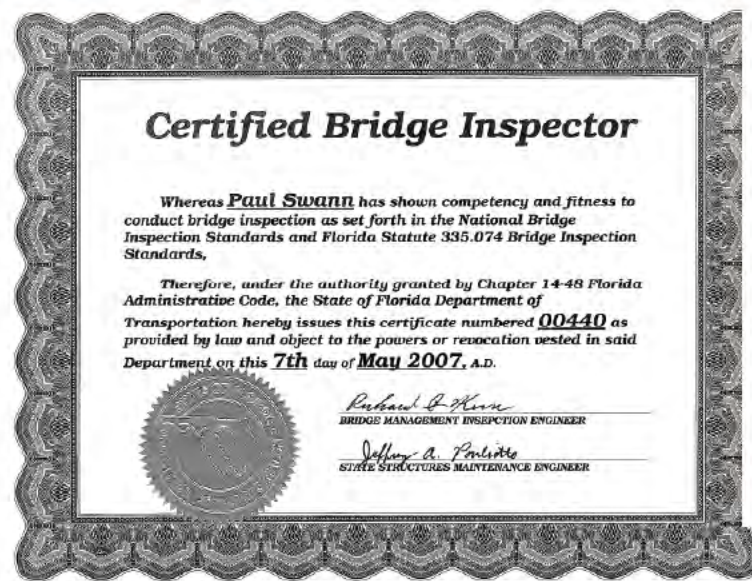 Certified Bridge Inspector
Whereas Paul Swann has shown competency and fitness to
conduct bridge inspection as set forth in the National Bridge
Inspection Standards and Florida Statute 335.074 Bridge Inspection
Standards,
Therefore, under the authority granted by Chapter 14-48 Florida
Administrative Code, the State of Florida Department of
Transportation hereby issues this certificate numbered 00440 as
provided by law and object to the powers or revocation vested in said
Department on this 7th day of May 2007, A.D.
Richard
BRIDGE MANAGEMENT INSEPCTION ENGINEER
Jeffrey A. Pouliotte
STATE STRUCTURES MAINTENANCE ENGINEER